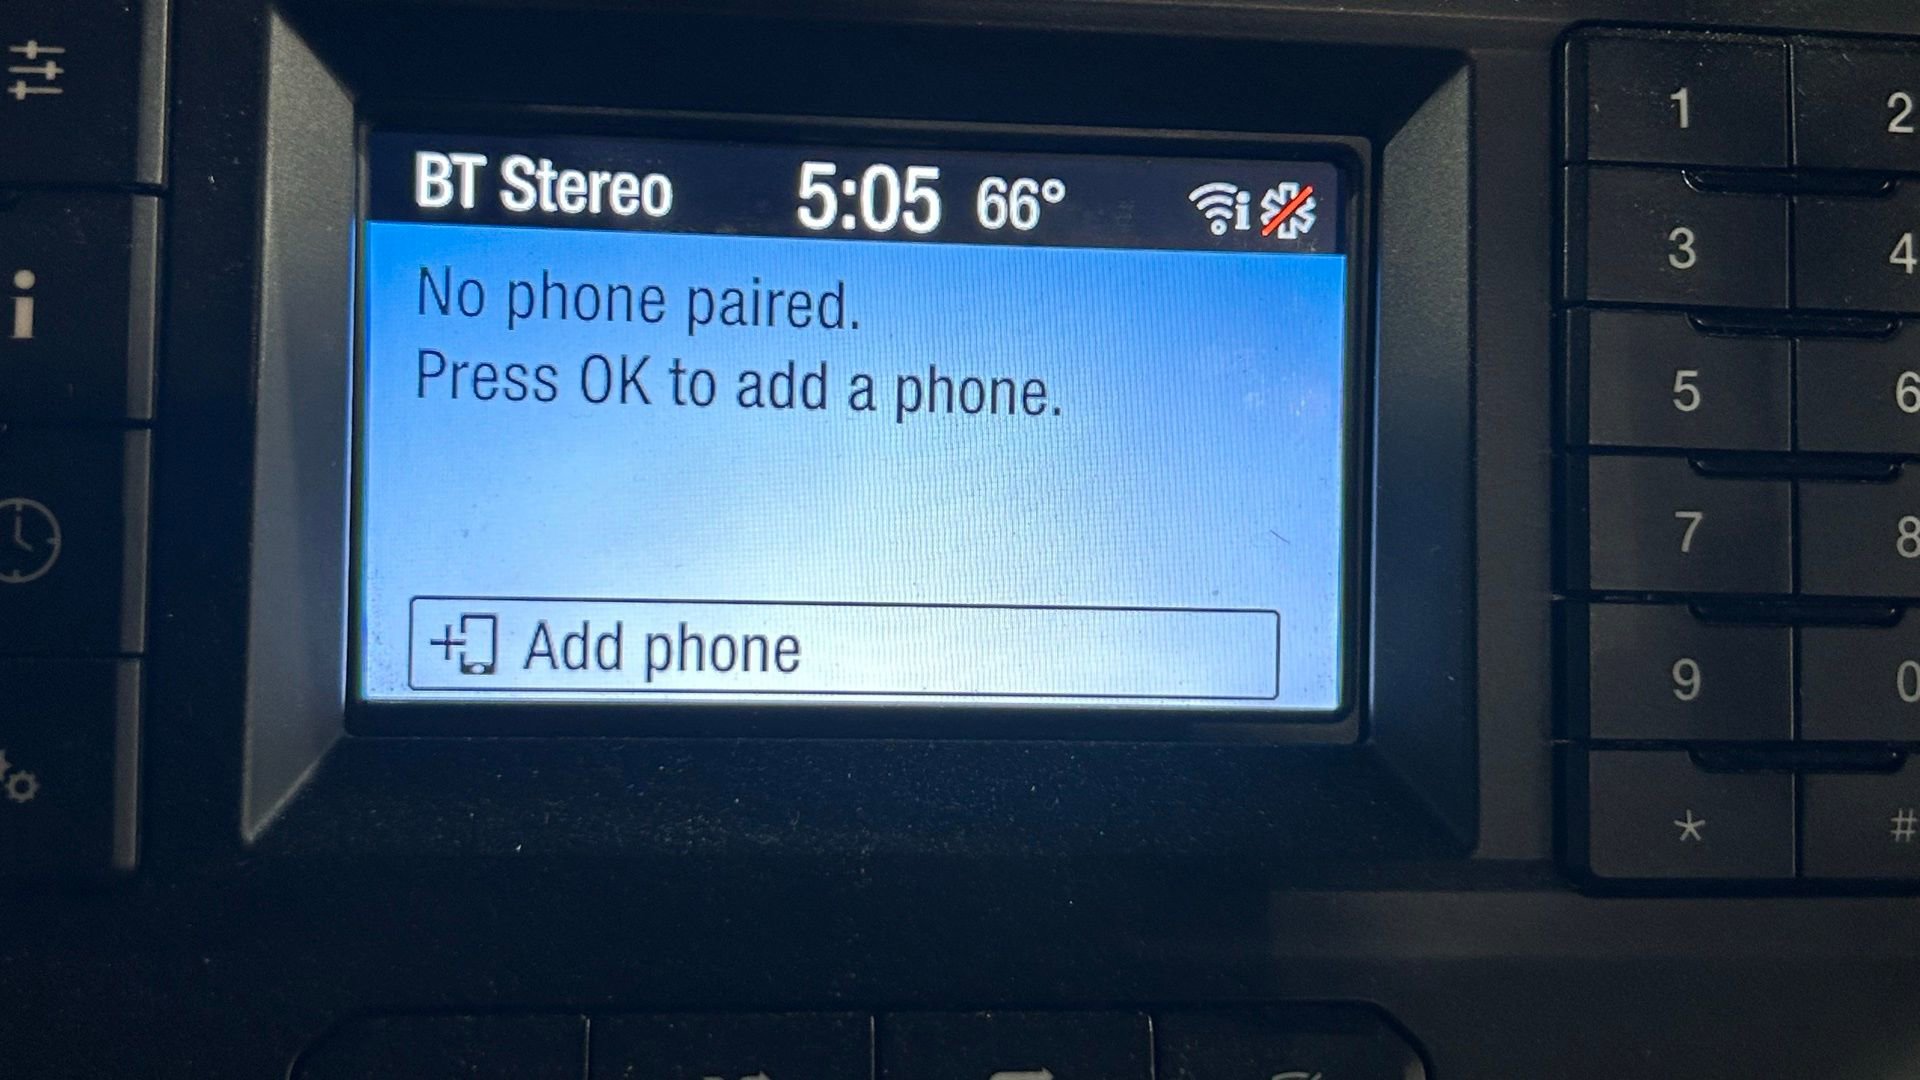 BT Stereo 5:05 66°
No phone paired.
Press OK to add a phone.
Add phone
i
1 2
3 4
5 6
7 8
9 0
* #